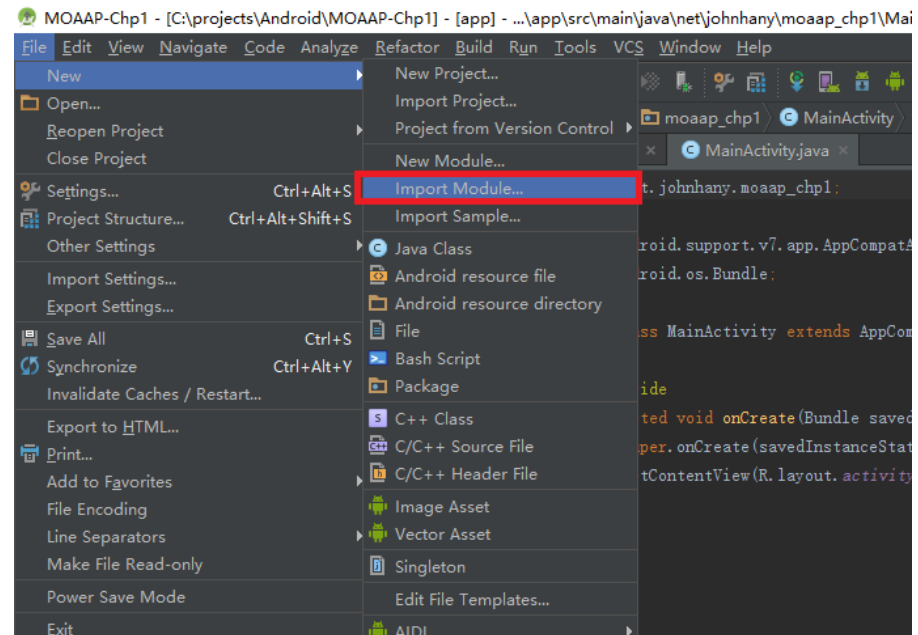 MOAAP-Chp1 - [C:\projects\Android\MOAAP-Chp1] - [app] - ...\app\src\main\java\net\johnhany\moaap_chp1\Mai
File Edit View Navigate Code Analyze Refactor Build Run Tools VCS Window Help
New
Open...
Reopen Project
Close Project
Settings... Ctrl+Alt+S
Project Structure... Ctrl+Alt+Shift+S
Other Settings
Import Settings...
Export Settings...
Save All Ctrl+S
Synchronize Ctrl+Alt+Y
Invalidate Caches / Restart...
Export to HTML...
Print...
Add to Favorites
File Encoding
Line Separators
Make File Read-only
Power Save Mode
Exit
New Project...
Import Project...
Project from Version Control
New Module...
Import Module...
Import Sample...
Java Class
Android resource file
Android resource directory
File
Bash Script
Package
C++ Class
C/C++ Source File
C/C++ Header File
Image Asset
Vector Asset
Singleton
Edit File Templates...
AIDL
moaap_chp1 MainActivity
MainActivity.java
t.johnhany.moaap_chp1;
roid.support.v7.app.AppCompatA
roid.os.Bundle;
ss MainActivity extends AppCom
ide
ted void onCreate(Bundle saved
per.onCreate(savedInstanceStat
tContentView(R.layout.activity